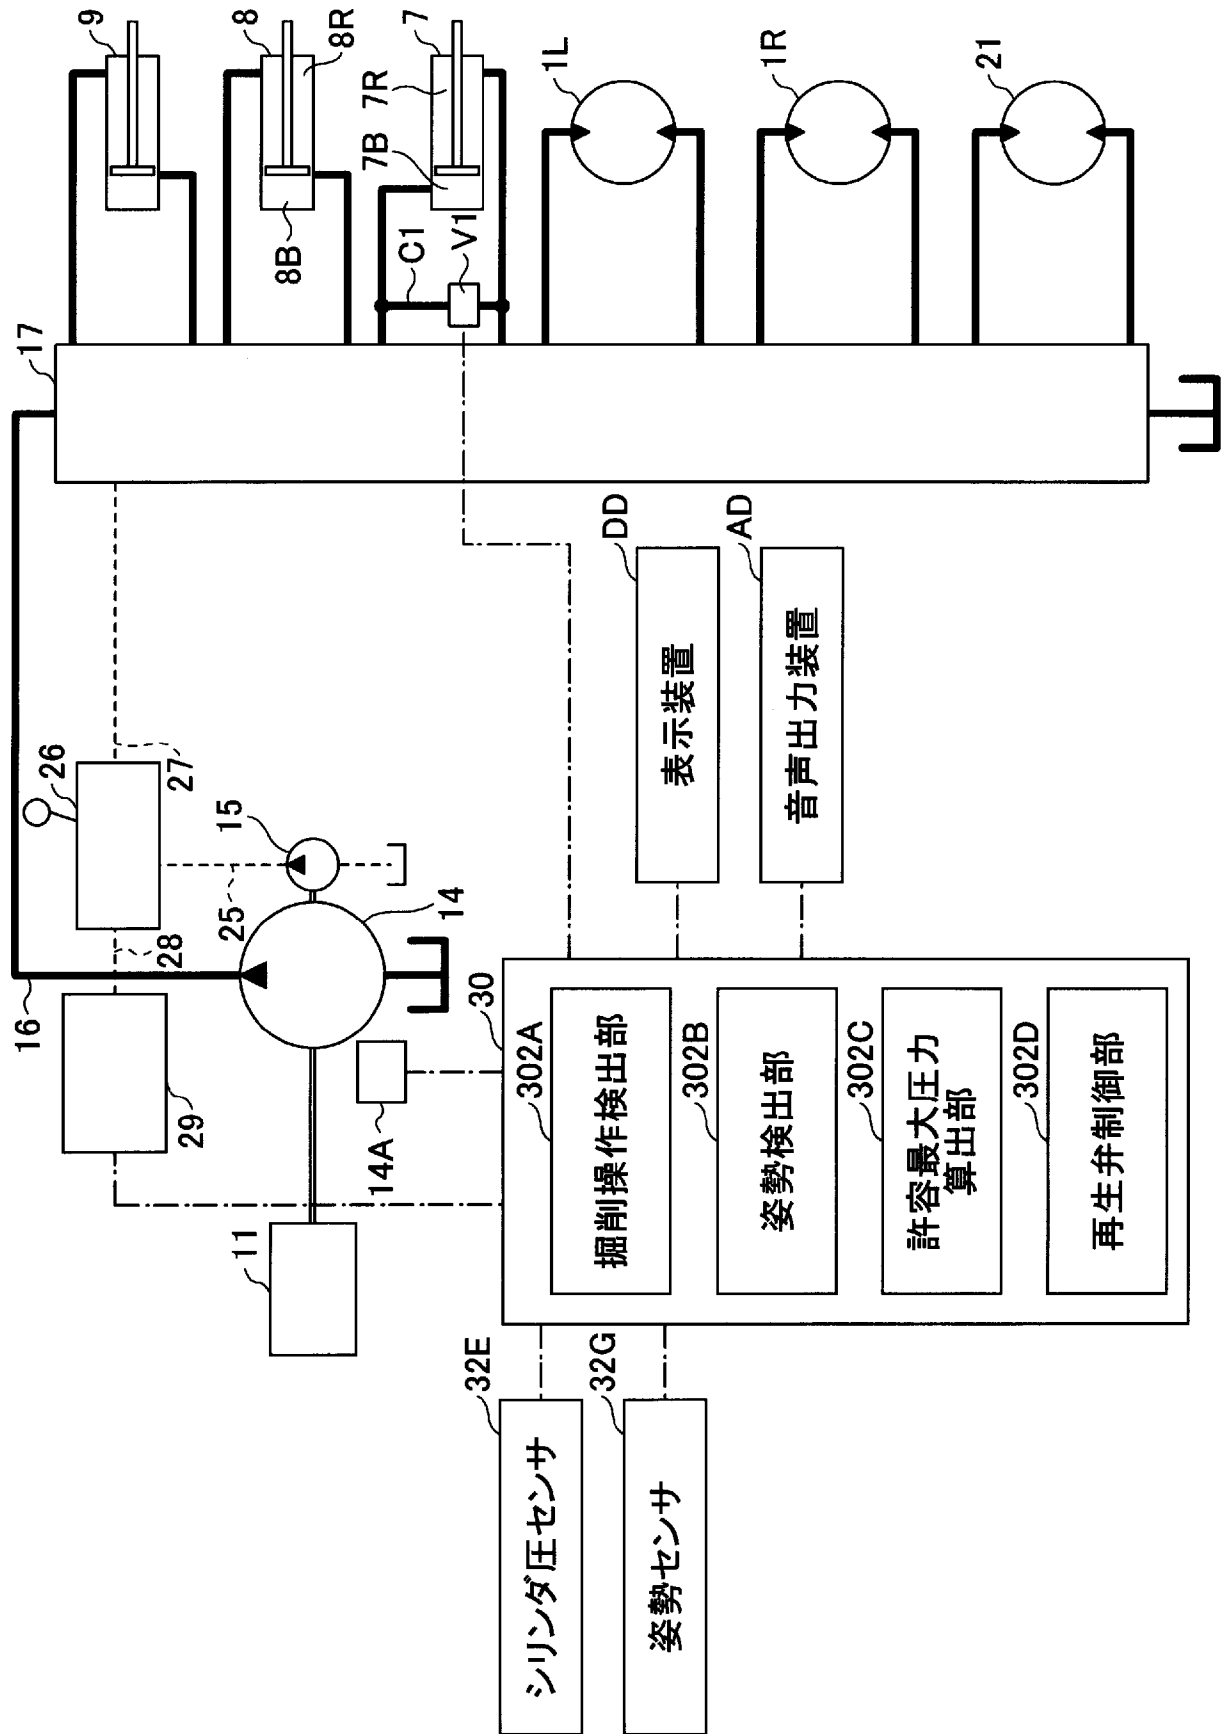 16
17
26
9
28
27
29
25
15
11
8
8B
8R
7B
7R
7
14A
C1
14
V1
32E
30
302A
シリンダ圧センサ
1L
32G
掘削操作検出部
DD
姿勢センサ
表示装置
302B
AD
姿勢検出部
1R
音声出力装置
302C
許容最大圧力
算出部
21
302D
再生弁制御部